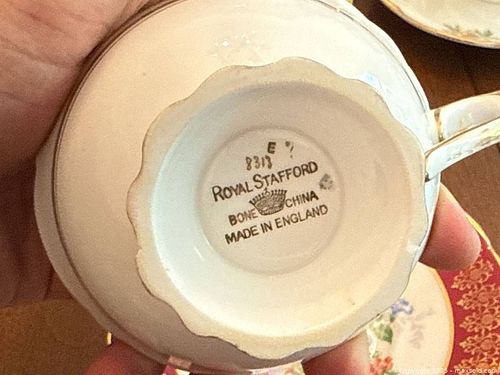 E
8313
ROYAL STAFFORD
BONE CHINA
MADE IN ENGLAND